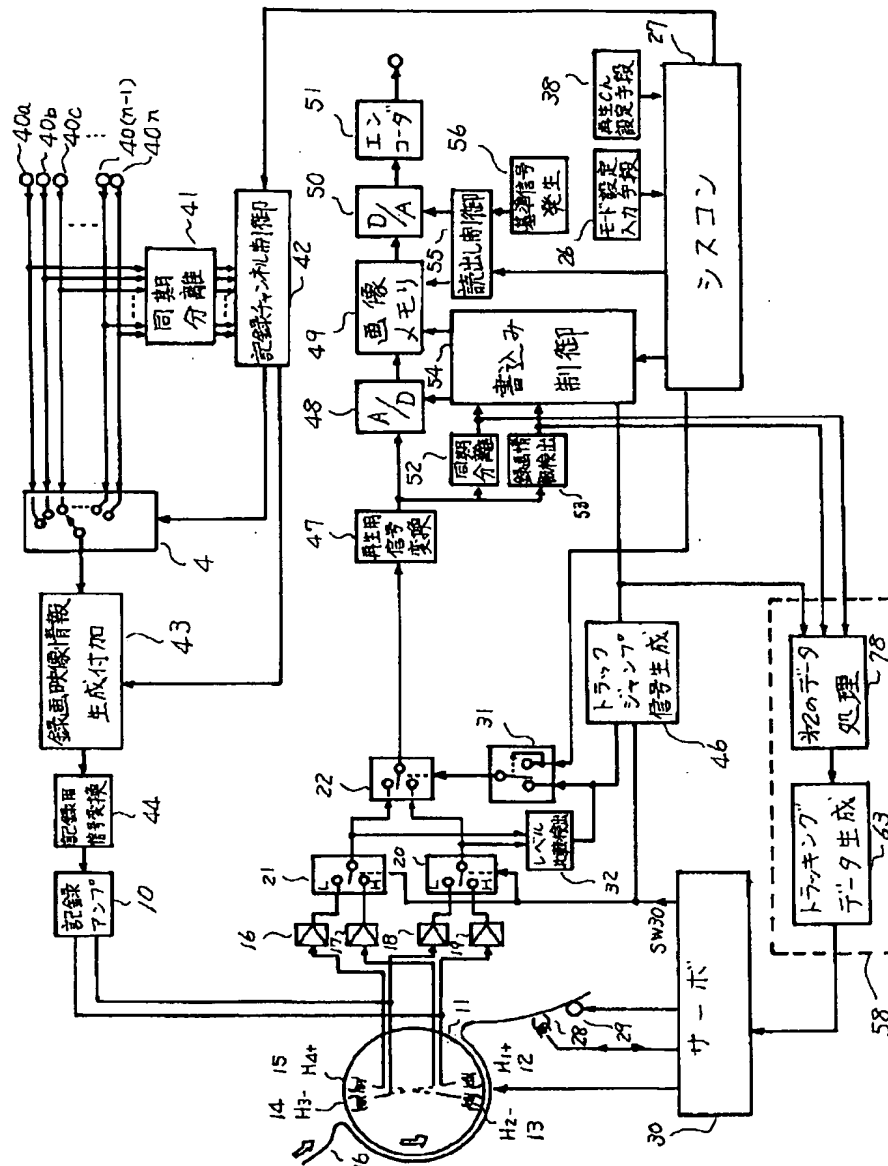 40a
40b
40c
40(n-1)
40n
41
同期
分離
記録チャンネル制御
42
4
録画映像情報
生成付加
43
記録用
信号変換
44
記録
アンプ
10
エンコーダ
51
D/A
50
画像
メモリ
49
A/D
48
再生用
信号変換
47
読出し制御
55
基準信号
発生
56
書込み
制御
54
同期
分離
52
録画情
報検出
53
モード設定
入力手段
26
設定手段
38
シスコン
27
トラック
ジャンプ
信号生成
46
31
22
レベル
比較検出
32
21
L
H
20
L
H
16
17
18
19
SW30
サーボ
30
28
29
11
15
H4+
14
H3-
H1+
12
H2-
13
のデータ
処理
78
トラッキング
データ生成
63
58